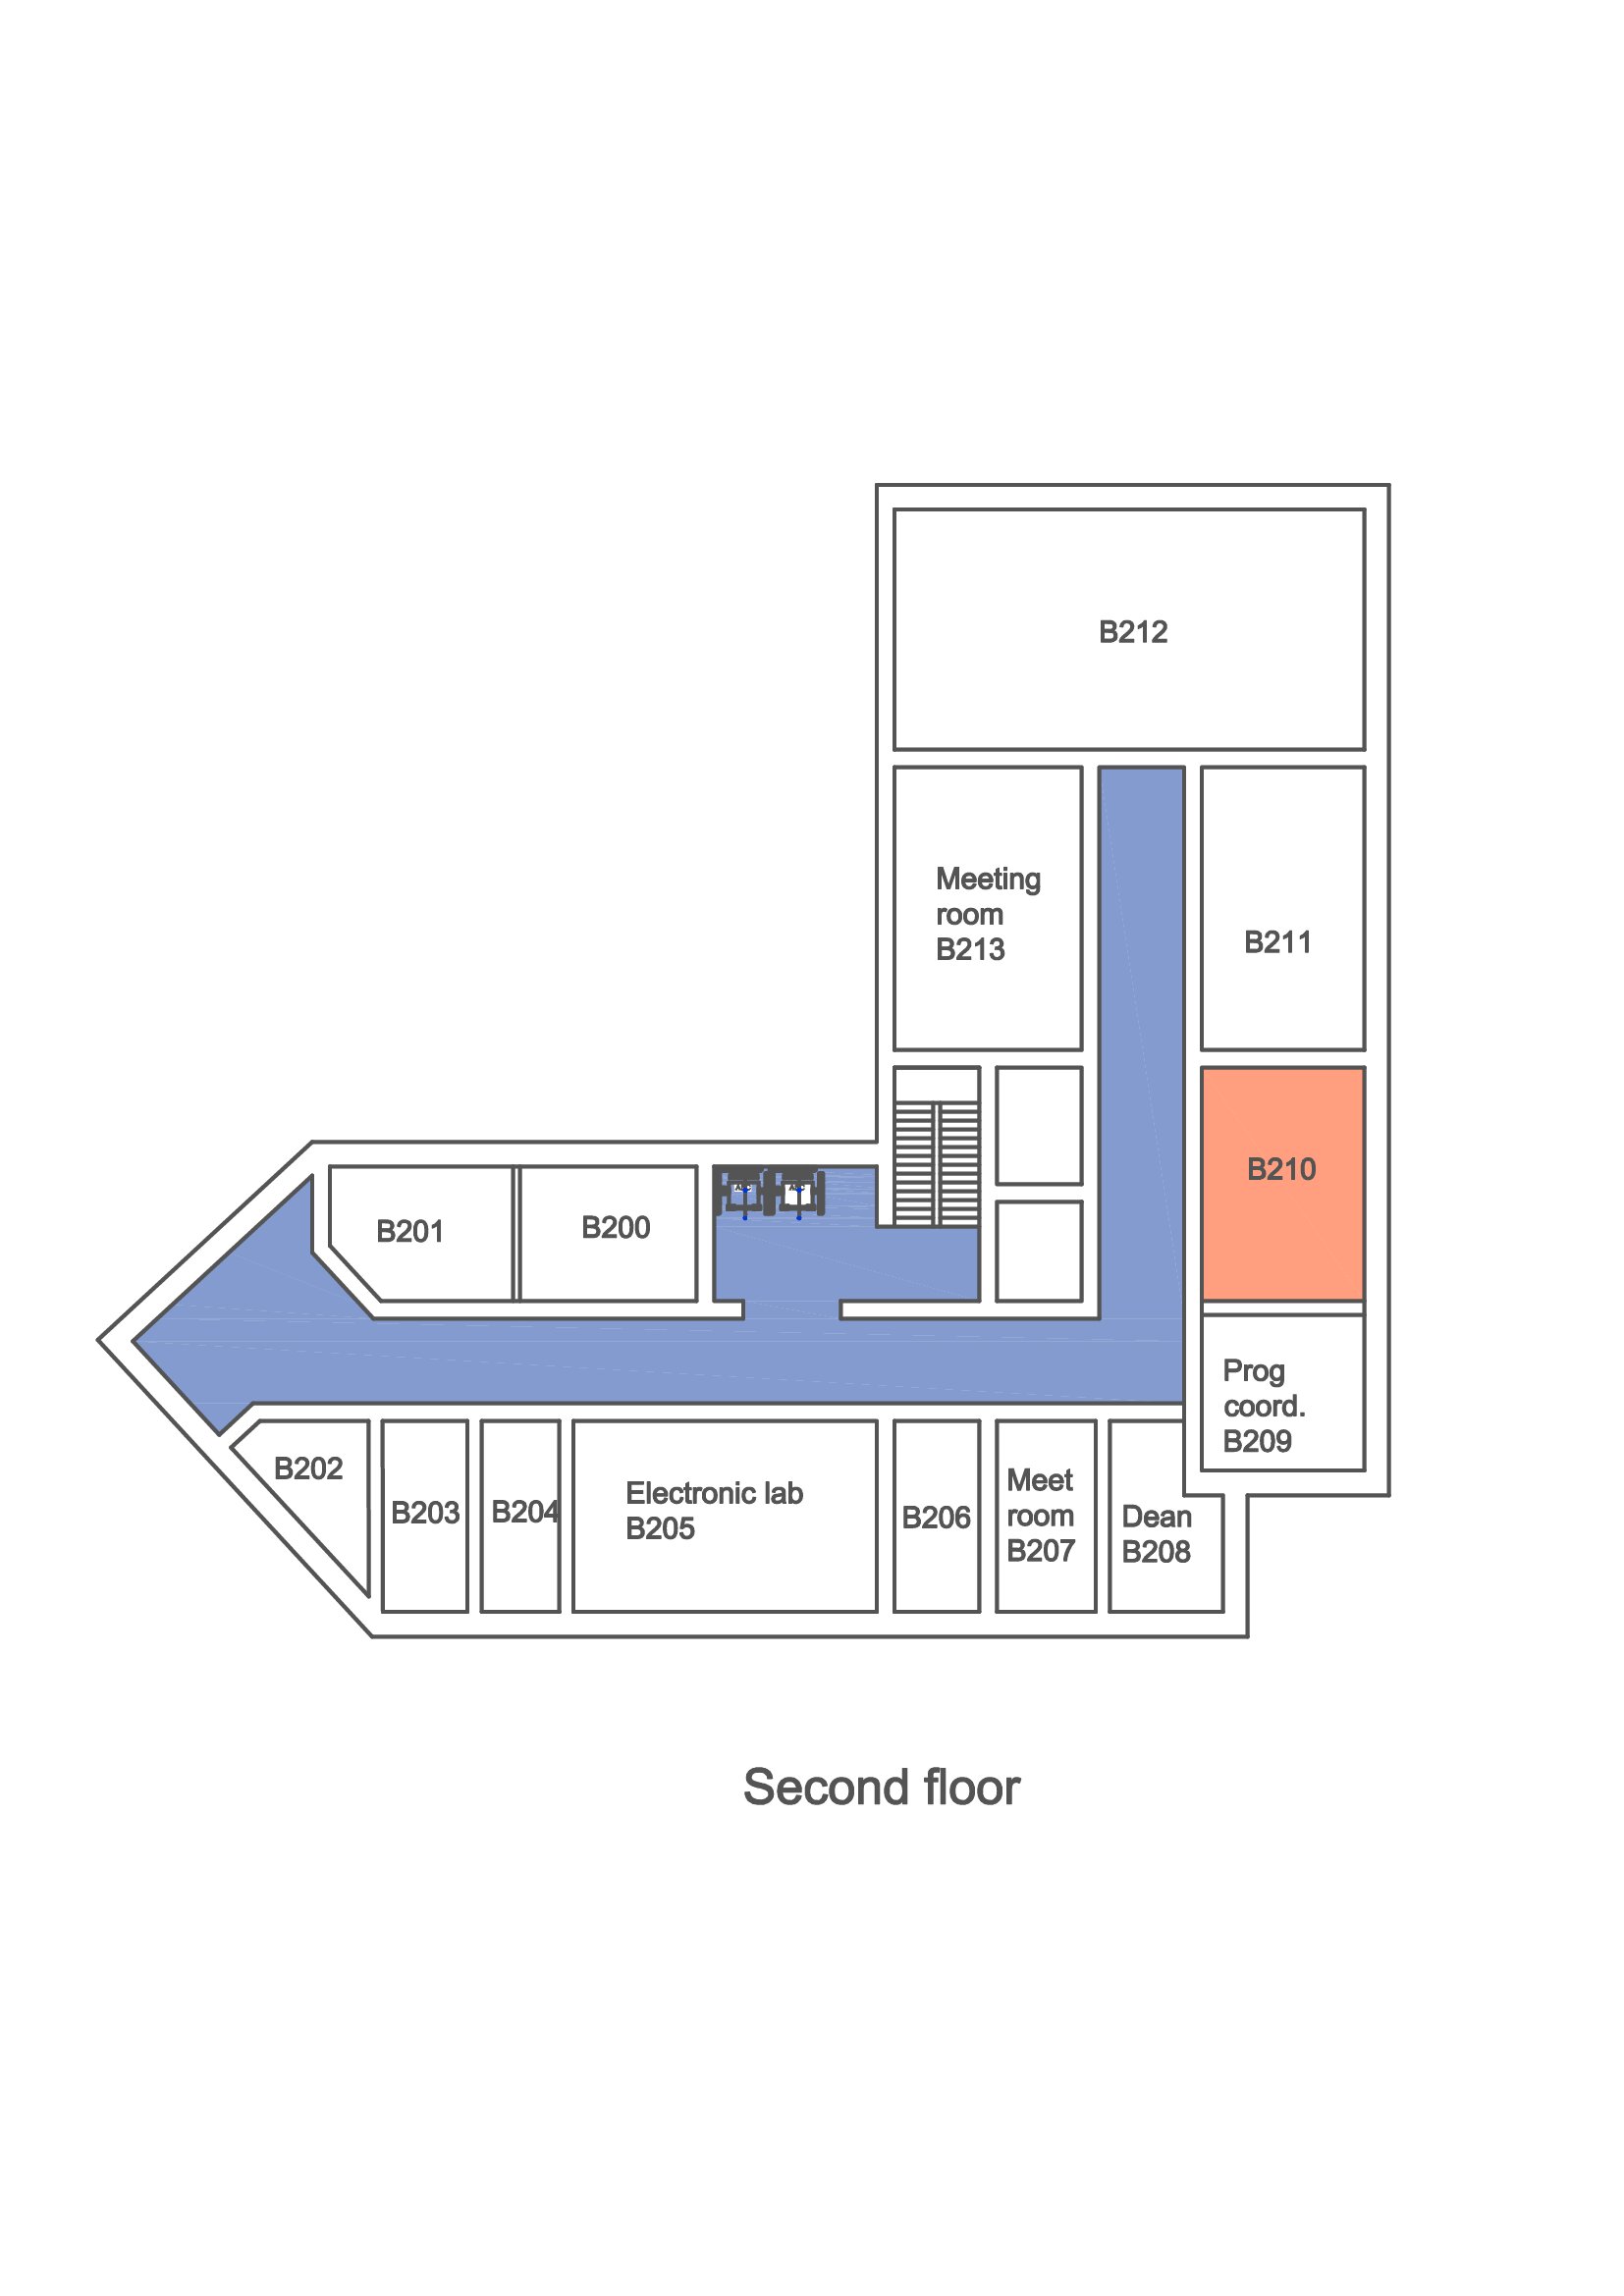 B212
Meeting
room
B213
B211
B210
B201
B200
Prog
coord.
B209
B202
B203
B204
Electronic lab
B205
B206
Meet
room
B207
Dean
B208
Second floor